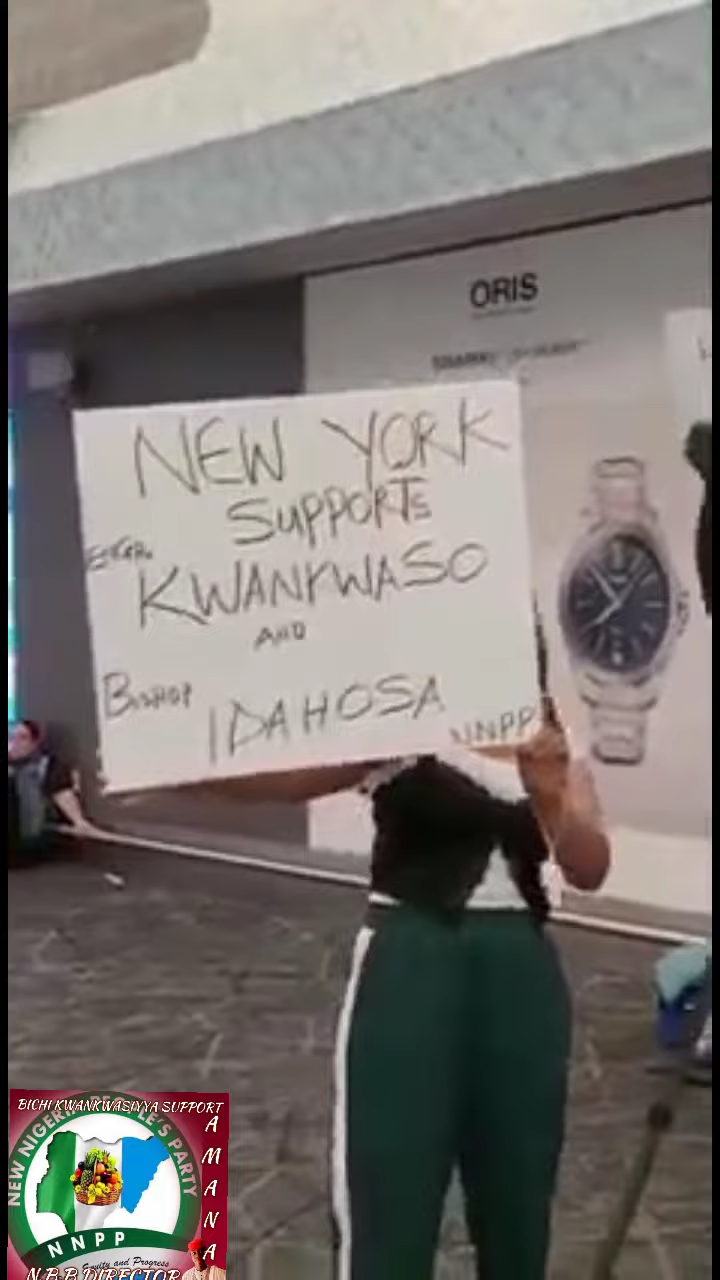 ORIS
NEW YORK
SUPPORTS
ENGR.
KWANKWASO
AND
BISHOP
IDAHOSA
NNPP
BICHI KWANKWASIYYA SUPPORT
NEW NIGERIA PEOPLE'S PARTY
AMANA
NNPP
Equity and Progress
N.B.B DIRECTOR